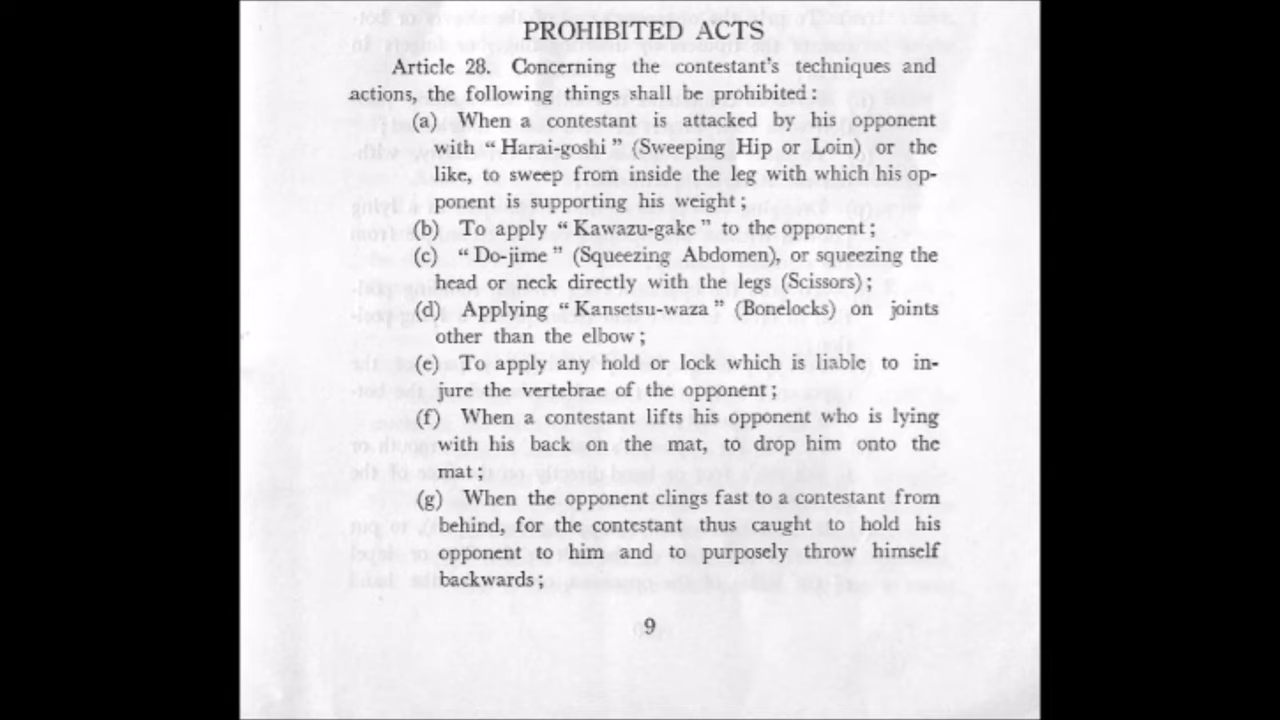 PROHIBITED ACTS
Article 28. Concerning the contestant's techniques and
actions, the following things shall be prohibited:
(a) When a contestant is attacked by his opponent
with "Harai-goshi" (Sweeping Hip or Loin) or the
like, to sweep from inside the leg with which his op-
ponent is supporting his weight;
(b) To apply "Kawazu-gake" to the opponent;
(c) "Do-jime" (Squeezing Abdomen), or squeezing the
head or neck directly with the legs (Scissors);
(d) Applying "Kansetsu-waza" (Bonelocks) on joints
other than the elbow;
(e) To apply any hold or lock which is liable to in-
jure the vertebrae of the opponent;
(f) When a contestant lifts his opponent who is lying
with his back on the mat, to drop him onto the
mat;
(g) When the opponent clings fast to a contestant from
behind, for the contestant thus caught to hold his
opponent to him and to purposely throw himself
backwards;
9